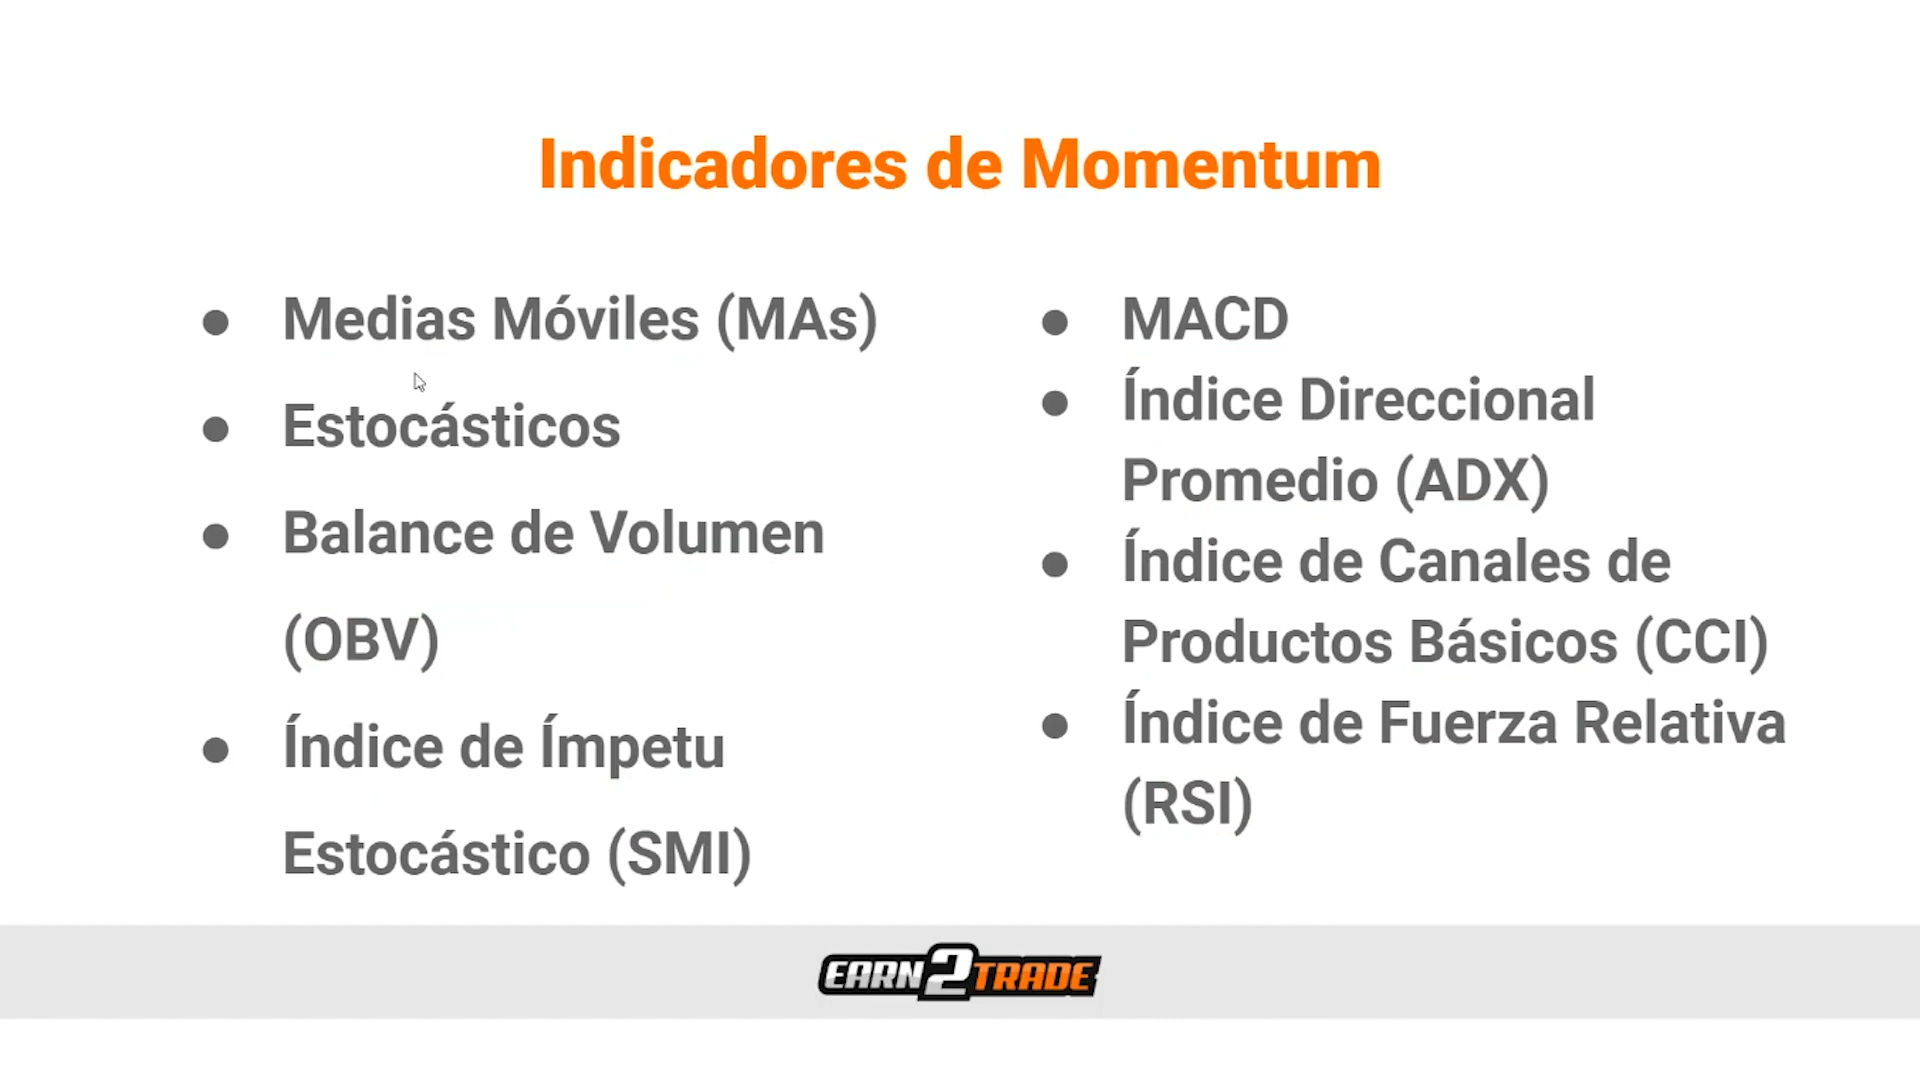 Indicadores de Momentum
● Medias Móviles (MAs)
● Estocásticos
● Balance de Volumen
(OBV)
● Índice de Ímpetu
Estocástico (SMI)
● MACD
● Índice Direccional
Promedio (ADX)
● Índice de Canales de
Productos Básicos (CCI)
● Índice de Fuerza Relativa
(RSI)
EARN2TRADE